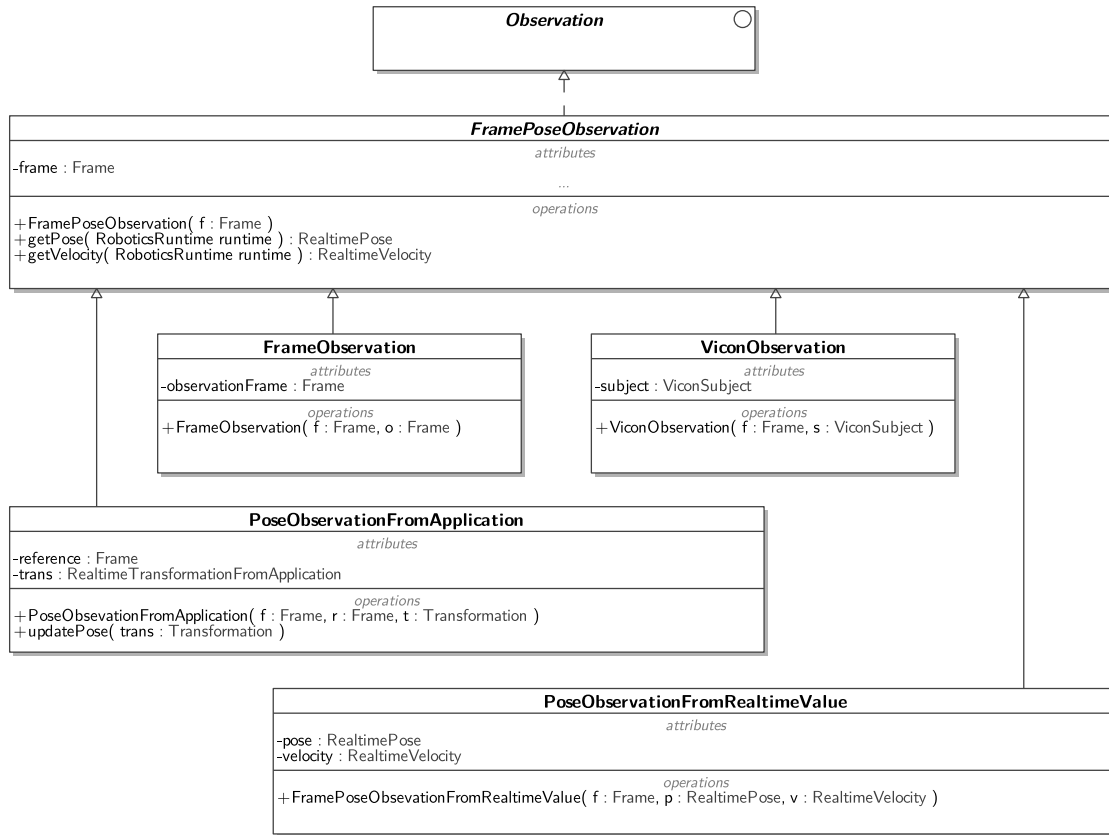 Observation
FramePoseObservation
attributes
-frame : Frame
...
operations
+FramePoseObservation( f : Frame )
+getPose( RoboticsRuntime runtime ) : RealtimePose
+getVelocity( RoboticsRuntime runtime ) : RealtimeVelocity
FrameObservation
attributes
-observationFrame : Frame
operations
+FrameObservation( f : Frame, o : Frame )
ViconObservation
attributes
-subject : ViconSubject
operations
+ViconObservation( f : Frame, s : ViconSubject )
PoseObservationFromApplication
attributes
-reference : Frame
-trans : RealtimeTransformationFromApplication
operations
+PoseObsevationFromApplication( f : Frame, r : Frame, t : Transformation )
+updatePose( trans : Transformation )
PoseObservationFromRealtimeValue
attributes
-pose : RealtimePose
-velocity : RealtimeVelocity
operations
+FramePoseObsevationFromRealtimeValue( f : Frame, p : RealtimePose, v : RealtimeVelocity )